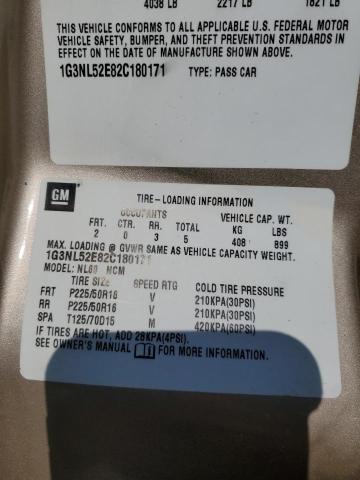 4038 LB 2217 LB 1821 LB
THIS VEHICLE CONFORMS TO ALL APPLICABLE U.S. FEDERAL MOTOR
VEHICLE SAFETY, BUMPER, AND THEFT PREVENTION STANDARDS IN
EFFECT ON THE DATE OF MANUFACTURE SHOWN ABOVE.
1G3NL52E82C180171 TYPE: PASS CAR
GM
TIRE-LOADING INFORMATION
OCCUPANTS VEHICLE CAP. WT.
FRT. CTR. RR. TOTAL KG LBS
2 0 3 5 408 899
MAX. LOADING @ GVWR SAME AS VEHICLE CAPACITY WEIGHT.
1G3NL52E82C180171
MODEL: NL60 NCM
TIRE SIZE SPEED RTG COLD TIRE PRESSURE
FRT P225/50R16 V 210KPA(30PSI)
RR P225/50R16 V 210KPA(30PSI)
SPA T125/70D15 M 420KPA(60PSI)
IF TIRES ARE HOT, ADD 28KPA(4PSI).
SEE OWNER'S MANUAL FOR MORE INFORMATION.